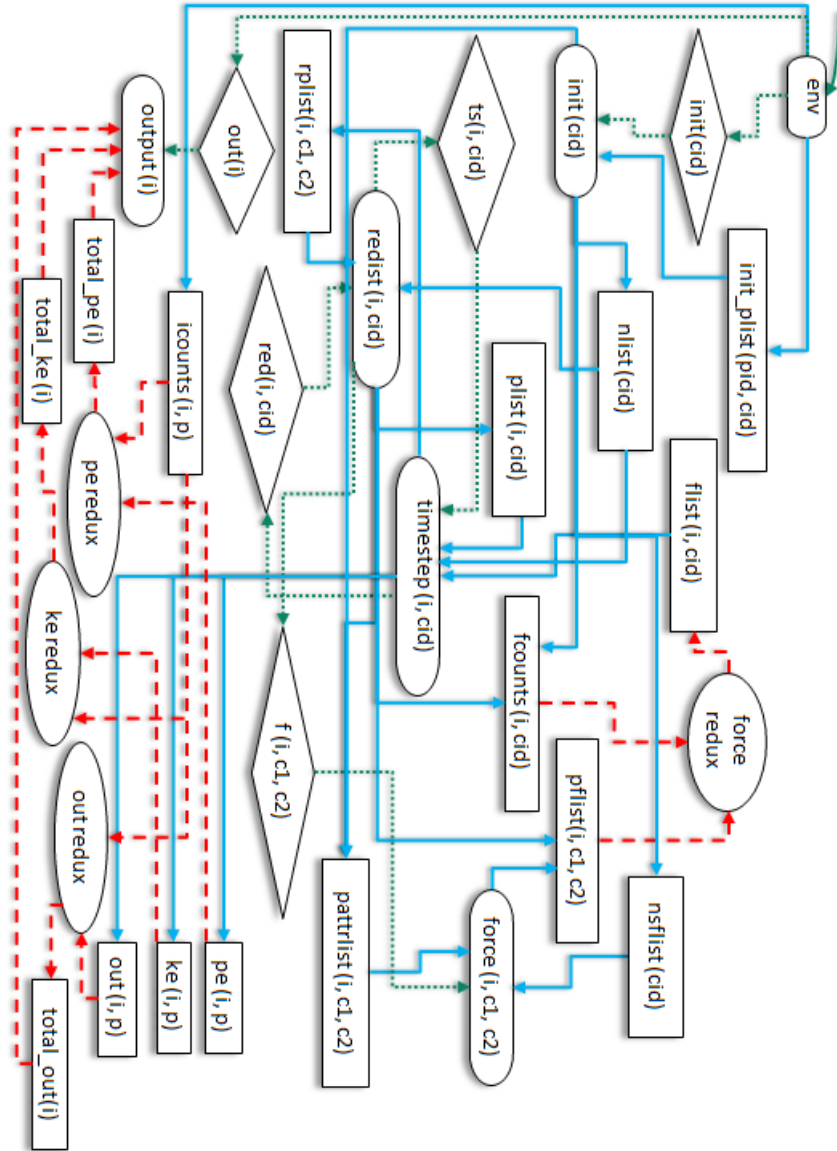 env
init(cid)
init_plist(pid, cid)
init (cid)
nlist (cid)
flist (i, cid)
force
redux
nsflist (cid)
ts(i, cid)
plist (i, cid)
fcounts (i, cid)
pflist(i, c1, c2)
force (i, c1, c2)
rplist(i, c1, c2)
redist (i, cid)
timestep (i, cid)
pattrlist (i, c1, c2)
out(i)
red(i, cid)
f (i, c1, c2)
output (i)
icounts (i, p)
pe (i, p)
total_pe (i)
pe redux
ke (i, p)
total_ke (i)
ke redux
out redux
out (i, p)
total_out(i)